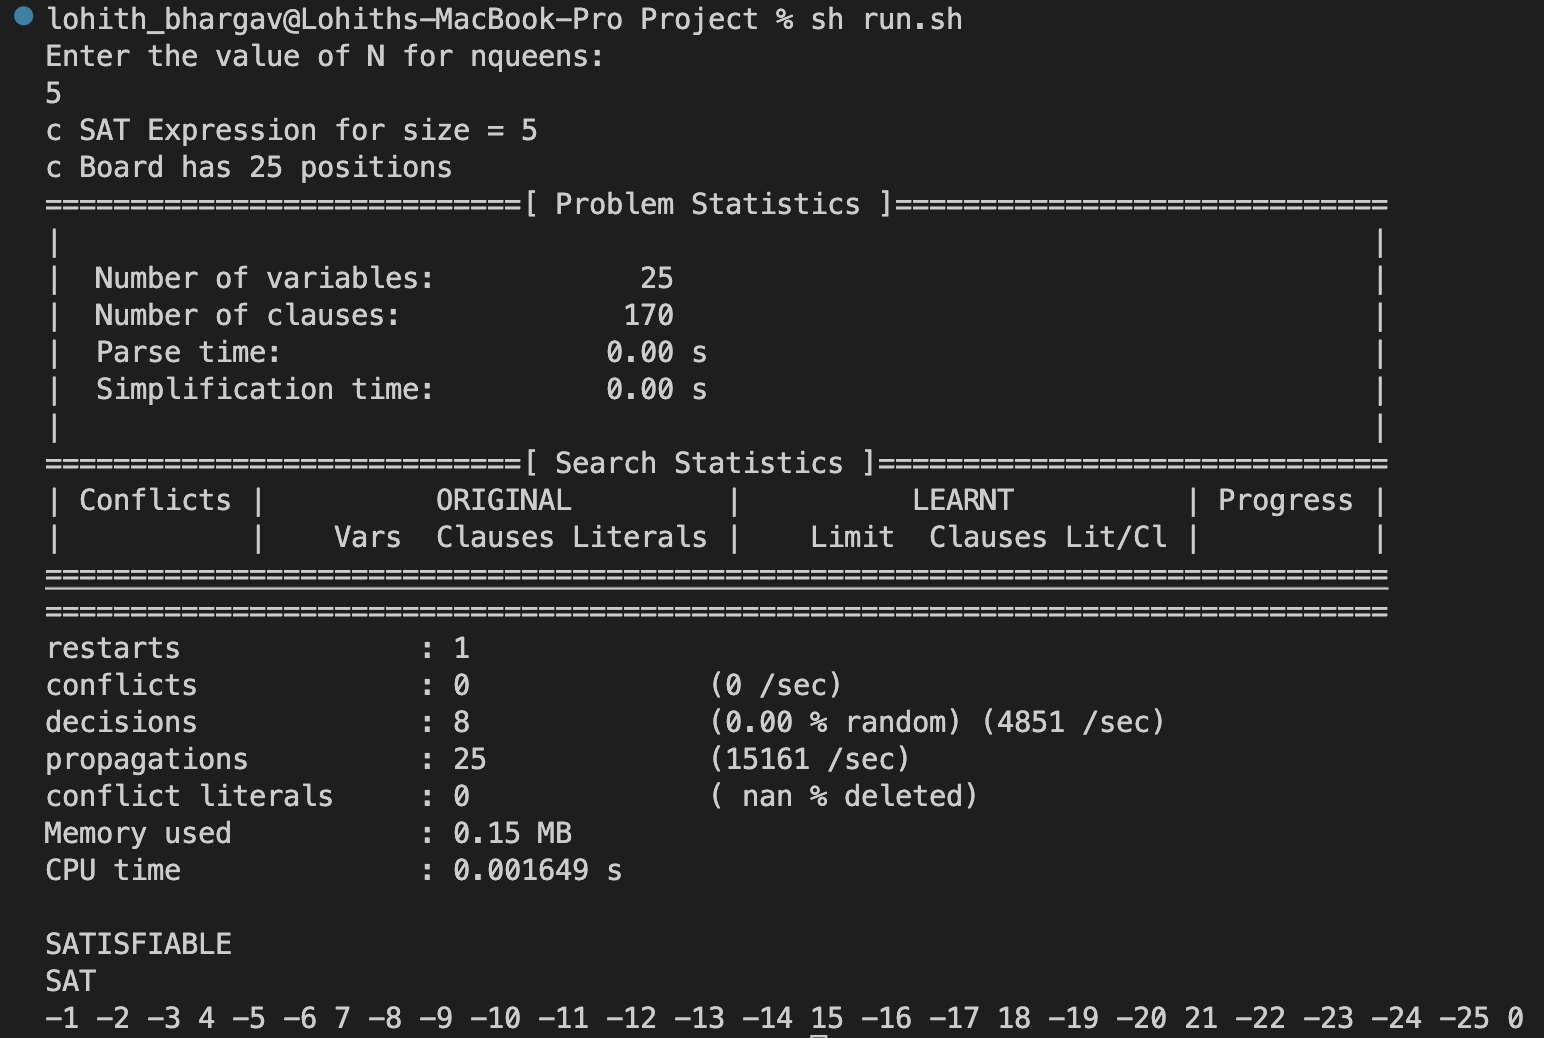 lohith_bhargav@Lohiths-MacBook-Pro Project % sh run.sh
Enter the value of N for nqueens:
5
c SAT Expression for size = 5
c Board has 25 positions
============================[ Problem Statistics ]=============================
|                                                                             |
|  Number of variables:            25                                         |
|  Number of clauses:             170                                         |
|  Parse time:                   0.00 s                                       |
|  Simplification time:          0.00 s                                       |
|                                                                             |
============================[ Search Statistics ]==============================
| Conflicts |          ORIGINAL         |          LEARNT          | Progress |
|           |    Vars  Clauses Literals |    Limit  Clauses Lit/Cl |          |
===============================================================================
===============================================================================
restarts              : 1
conflicts             : 0              (0 /sec)
decisions             : 8              (0.00 % random) (4851 /sec)
propagations          : 25             (15161 /sec)
conflict literals     : 0              ( nan % deleted)
Memory used           : 0.15 MB
CPU time              : 0.001649 s

SATISFIABLE
SAT
-1 -2 -3 4 -5 -6 7 -8 -9 -10 -11 -12 -13 -14 15 -16 -17 18 -19 -20 21 -22 -23 -24 -25 0